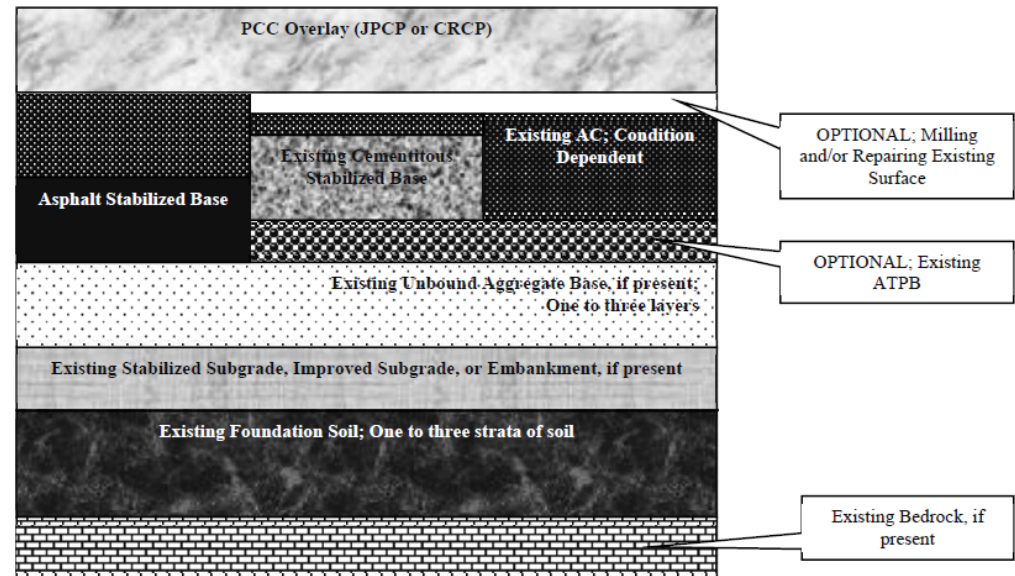 PCC Overlay (JPCP or CRCP)
Existing AC; Condition
Dependent
OPTIONAL; Milling
and/or Repairing Existing
Surface
Existing Cementitous
Stabilized Base
Asphalt Stabilized Base
OPTIONAL; Existing
ATPB
Existing Unbound Aggregate Base, if present;
One to three layers
Existing Stabilized Subgrade, Improved Subgrade, or Embankment, if present
Existing Foundation Soil; One to three strata of soil
Existing Bedrock, if
present